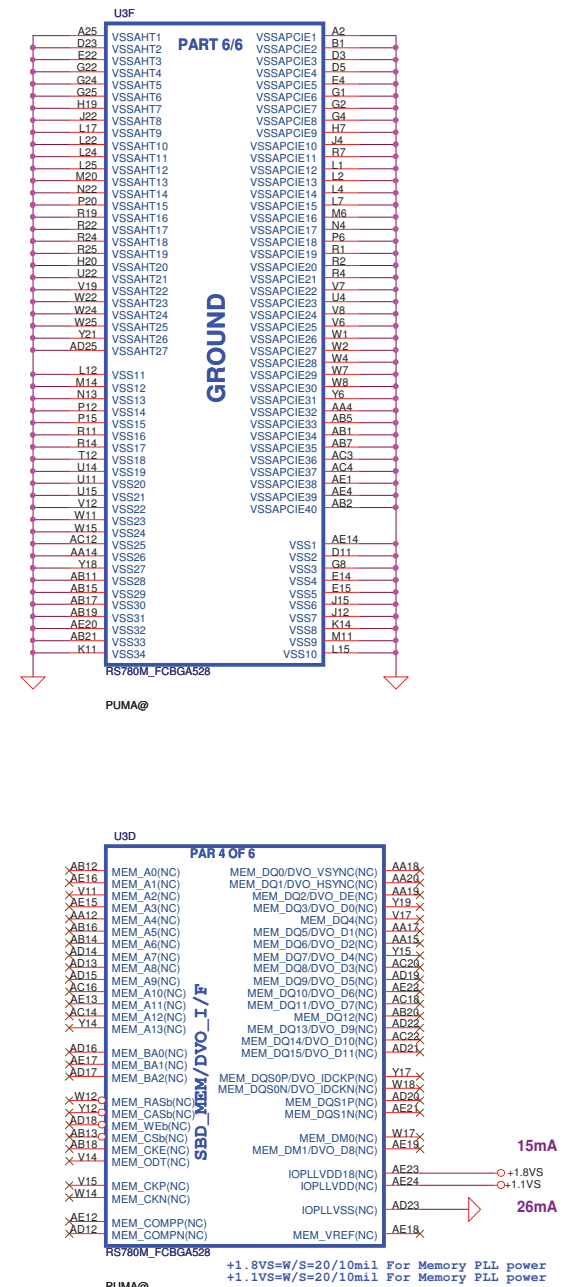 U3F
PART 6/6
A25 VSSAHT1 VSSAPCIE1 A2
D23 VSSAHT2 VSSAPCIE2 B1
E22 VSSAHT3 VSSAPCIE3 D3
G22 VSSAHT4 VSSAPCIE4 D5
G24 VSSAHT5 VSSAPCIE5 E4
G25 VSSAHT6 VSSAPCIE6 G1
H19 VSSAHT7 VSSAPCIE7 G2
J22 VSSAHT8 VSSAPCIE8 G4
L17 VSSAHT9 VSSAPCIE9 H7
L22 VSSAHT10 VSSAPCIE10 J4
L24 VSSAHT11 VSSAPCIE11 R7
L25 VSSAHT12 VSSAPCIE12 L1
M20 VSSAHT13 VSSAPCIE13 L2
N22 VSSAHT14 VSSAPCIE14 L4
P20 VSSAHT15 VSSAPCIE15 L7
R19 VSSAHT16 VSSAPCIE16 M6
R22 VSSAHT17 VSSAPCIE17 N4
R24 VSSAHT18 VSSAPCIE18 P6
R25 VSSAHT19 VSSAPCIE19 R1
H20 VSSAHT20 VSSAPCIE20 R2
U22 VSSAHT21 VSSAPCIE21 R4
V19 VSSAHT22 VSSAPCIE22 V7
W22 VSSAHT23 VSSAPCIE23 U4
W24 VSSAHT24 VSSAPCIE24 V8
W25 VSSAHT25 VSSAPCIE25 V6
Y21 VSSAHT26 VSSAPCIE26 W1
AD25 VSSAHT27 VSSAPCIE27 W2
VSSAPCIE28 W4
L12 VSS11 VSSAPCIE29 W7
M14 VSS12 VSSAPCIE30 W8
N13 VSS13 VSSAPCIE31 Y6
P12 VSS14 VSSAPCIE32 AA4
P15 VSS15 VSSAPCIE33 AB5
R11 VSS16 VSSAPCIE34 AB1
R14 VSS17 VSSAPCIE35 AB7
T12 VSS18 VSSAPCIE36 AC3
U14 VSS19 VSSAPCIE37 AC4
U11 VSS20 VSSAPCIE38 AE1
U15 VSS21 VSSAPCIE39 AE4
V12 VSS22 VSSAPCIE40 AB2
W11 VSS23
W15 VSS24
AC12 VSS25 VSS1 AE14
AA14 VSS26 VSS2 D11
Y18 VSS27 VSS3 G8
AB11 VSS28 VSS4 E14
AB15 VSS29 VSS5 E15
AB17 VSS30 VSS6 J15
AB19 VSS31 VSS7 J12
AE20 VSS32 VSS8 K14
AB21 VSS33 VSS9 M11
K11 VSS34 VSS10 L15
GROUND
RS780M_FCBGA528
PUMA@
U3D
PAR 4 OF 6
AB12 MEM_A0(NC) MEM_DQ0/DVO_VSYNC(NC) AA18
AE16 MEM_A1(NC) MEM_DQ1/DVO_HSYNC(NC) AA20
V11 MEM_A2(NC) MEM_DQ2/DVO_DE(NC) AA19
AE15 MEM_A3(NC) MEM_DQ3/DVO_D0(NC) Y19
AA12 MEM_A4(NC) MEM_DQ4(NC) V17
AB16 MEM_A5(NC) MEM_DQ5/DVO_D1(NC) AA17
AB14 MEM_A6(NC) MEM_DQ6/DVO_D2(NC) AA15
AD14 MEM_A7(NC) MEM_DQ7/DVO_D4(NC) Y15
AD13 MEM_A8(NC) MEM_DQ8/DVO_D3(NC) AC20
AD15 MEM_A9(NC) MEM_DQ9/DVO_D5(NC) AD19
AC16 MEM_A10(NC) MEM_DQ10/DVO_D6(NC) AE22
AE13 MEM_A11(NC) MEM_DQ11/DVO_D7(NC) AC18
AC14 MEM_A12(NC) MEM_DQ12(NC) AB20
Y14 MEM_A13(NC) MEM_DQ13/DVO_D9(NC) AD22
MEM_DQ14/DVO_D10(NC) AC22
AD16 MEM_BA0(NC) MEM_DQ15/DVO_D11(NC) AD21
AE17 MEM_BA1(NC)
AD17 MEM_BA2(NC) MEM_DQS0P/DVO_IDCKP(NC) Y17
MEM_DQS0N/DVO_IDCKN(NC) W18
W12 MEM_RASb(NC) MEM_DQS1P(NC) AD20
Y12 MEM_CASb(NC) MEM_DQS1N(NC) AE21
AD18 MEM_WEb(NC)
AB13 MEM_CSb(NC) MEM_DM0(NC) W17
AB18 MEM_CKE(NC) MEM_DM1/DVO_D8(NC) AE19
V14 MEM_ODT(NC)
15mA
IOPLLVDD18(NC) AE23 +1.8VS
V15 MEM_CKP(NC) IOPLLVDD(NC) AE24 +1.1VS
W14 MEM_CKN(NC)
IOPLLVSS(NC) AD23 26mA
AE12 MEM_COMPP(NC)
AD12 MEM_COMPN(NC) MEM_VREF(NC) AE18
SBD_MEM/DVO_I/F
RS780M_FCBGA528
+1.8VS=W/S=20/10mil For Memory PLL power
+1.1VS=W/S=20/10mil For Memory PLL power
PUMA@